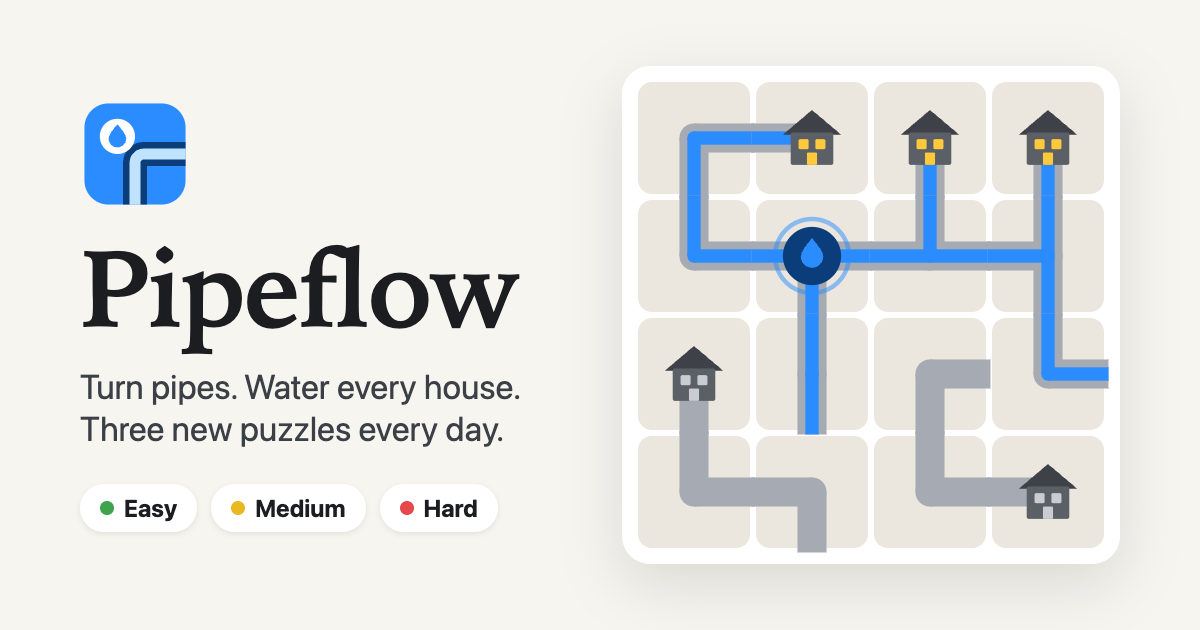 Pipeflow
Turn pipes. Water every house.
Three new puzzles every day.
Easy Medium Hard